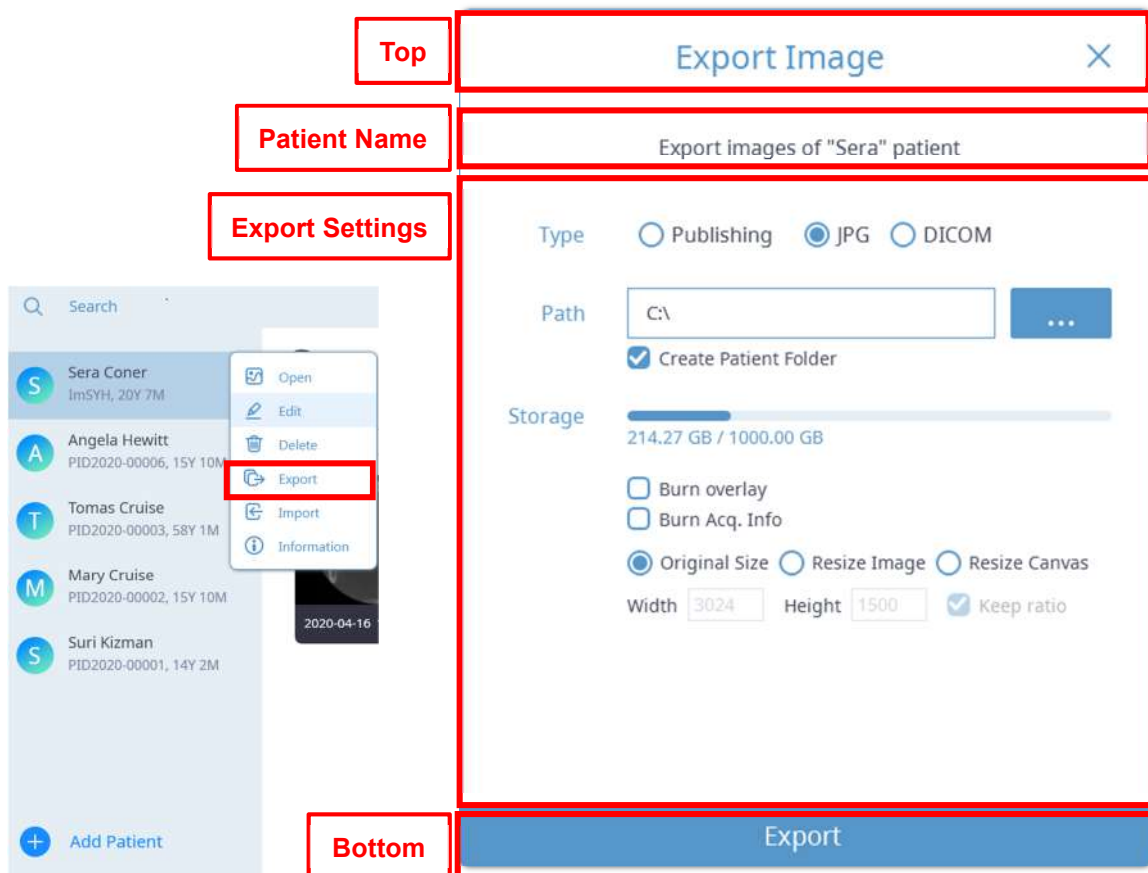 Top
Export Image
Patient Name
Export images of "Sera" patient
Export Settings
Type Publishing JPG DICOM
Path C:\ ...
Create Patient Folder
Storage
214.27 GB / 1000.00 GB
Burn overlay
Burn Acq. Info
Original Size Resize Image Resize Canvas
Width 3024 Height 1500 Keep ratio
Bottom
Export
Search
S
Sera Coner
ImSYH, 20Y 7M
A
Angela Hewitt
PID2020-00006, 15Y 10M
T
Tomas Cruise
PID2020-00003, 58Y 1M
M
Mary Cruise
PID2020-00002, 15Y 10M
S
Suri Kizman
PID2020-00001, 14Y 2M
Add Patient
Open
Edit
Delete
Export
Import
Information
2020-04-16